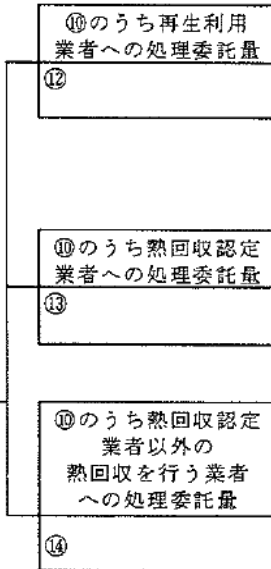 ⑩のうち再生利用
業者への処理委託量
⑫
⑩のうち熱回収認定
業者への処理委託量
⑬
⑩のうち熱回収認定
業者以外の
熱回収を行う業者
への処理委託量
⑭